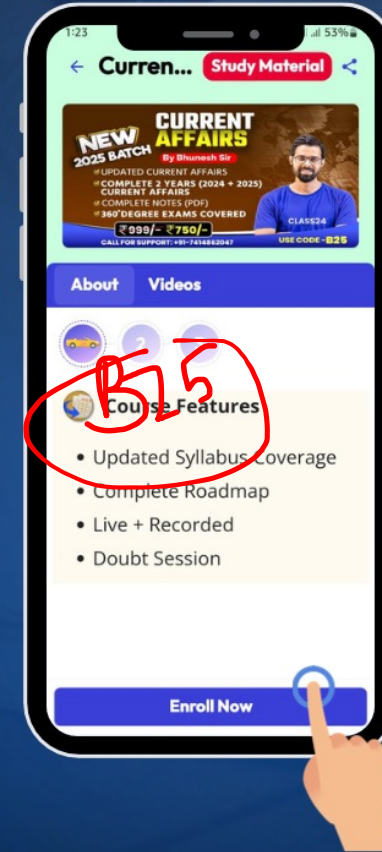 1:23 53%
Curren... Study Material
NEW
2025 BATCH
CURRENT
AFFAIRS
By Bhunesh Sir
UPDATED CURRENT AFFAIRS
COMPLETE 2 YEARS (2024 + 2025)
CURRENT AFFAIRS
COMPLETE NOTES (PDF)
360°DEGREE EXAMS COVERED
₹999/- ₹750/-
CALL FOR SUPPORT: +91-7414862047
CLASS24
USE CODE -B25
About Videos
2
B25
Course Features
• Updated Syllabus Coverage
• Complete Roadmap
• Live + Recorded
• Doubt Session
Enroll Now